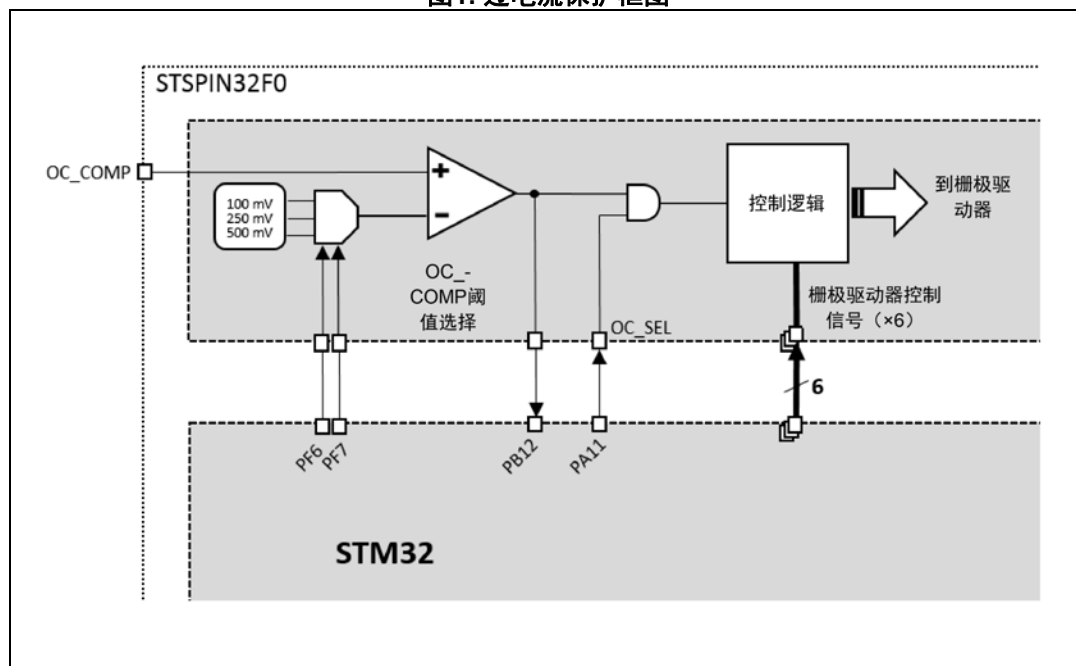 STSPIN32F0
OC_COMP
100 mV
250 mV
500 mV
+
-
控制逻辑
到栅极驱
动器
OC_-
COMP阈
值选择
OC_SEL
栅极驱动器控制
信号（×6）
6
PF6
PF7
PB12
PA11
STM32